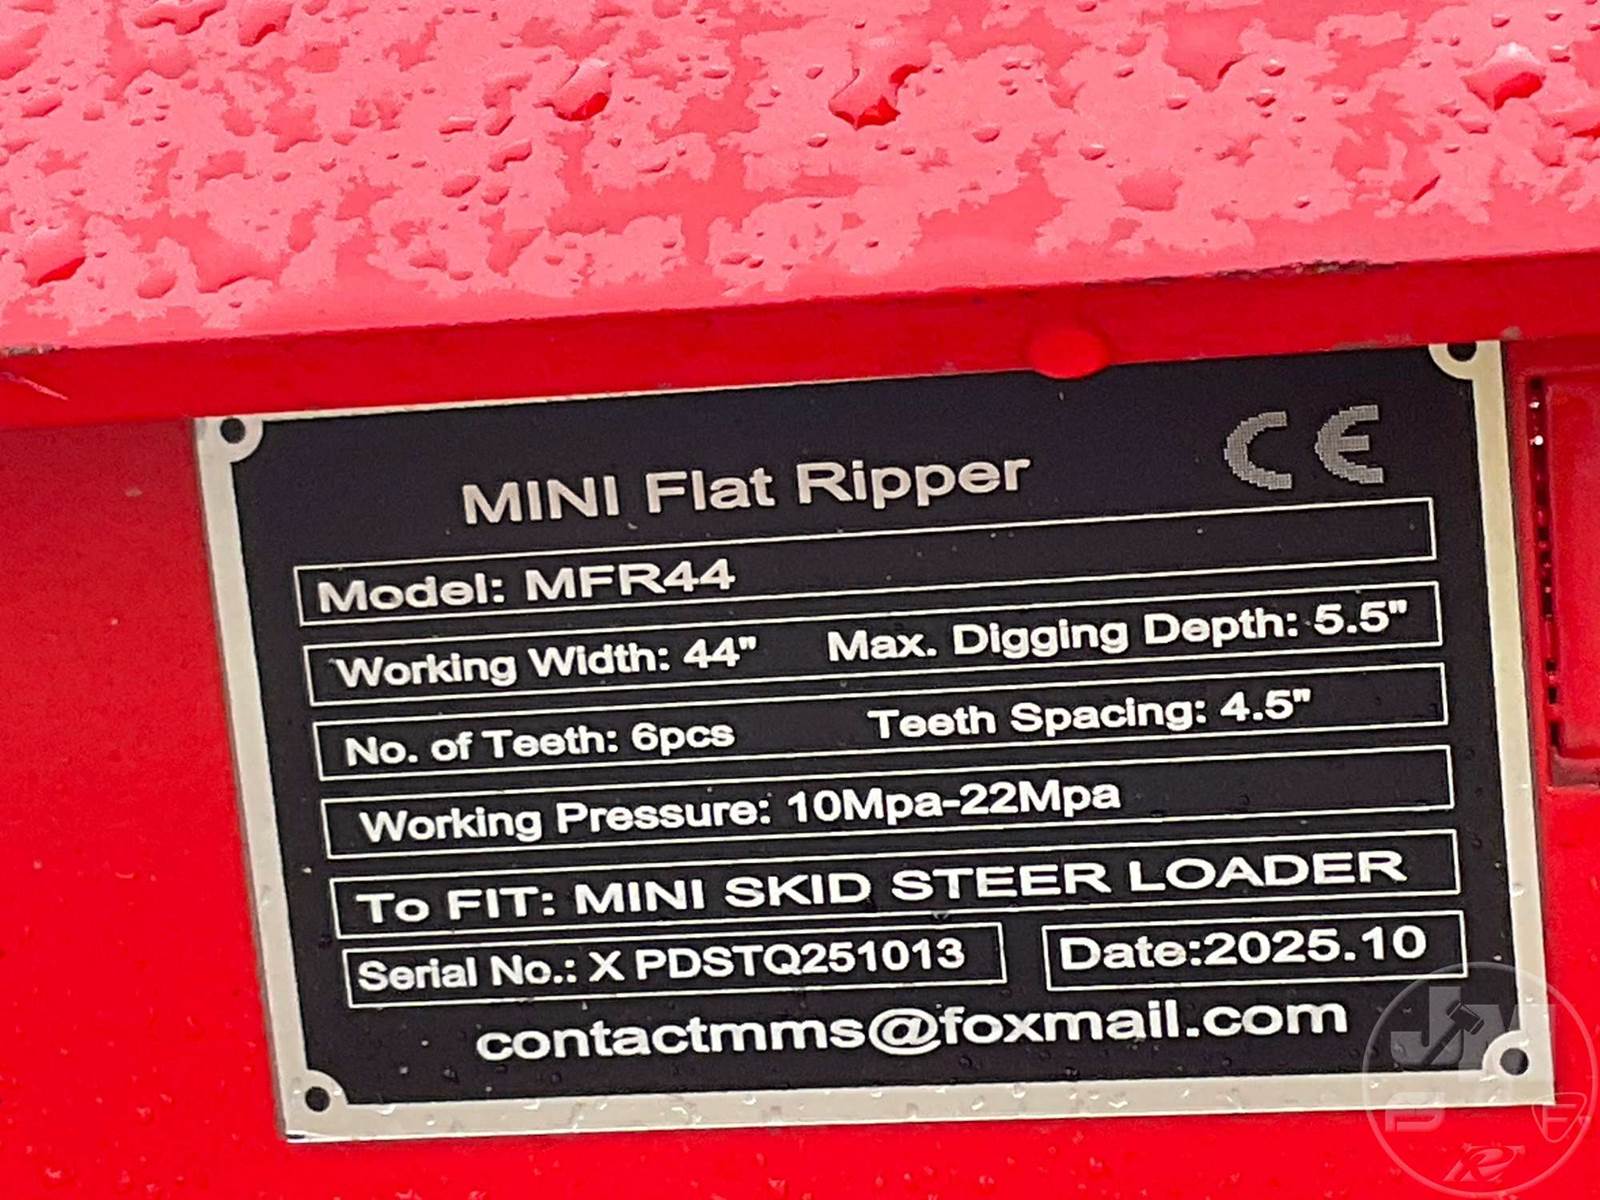 CE
MINI Flat Ripper
Model: MFR44
Working Width: 44" Max. Digging Depth: 5.5"
No. of Teeth: 6pcs Teeth Spacing: 4.5"
Working Pressure: 10Mpa-22Mpa
To FIT: MINI SKID STEER LOADER
Serial No.: X PDSTQ251013 Date:2025.10
contactmms@foxmail.com